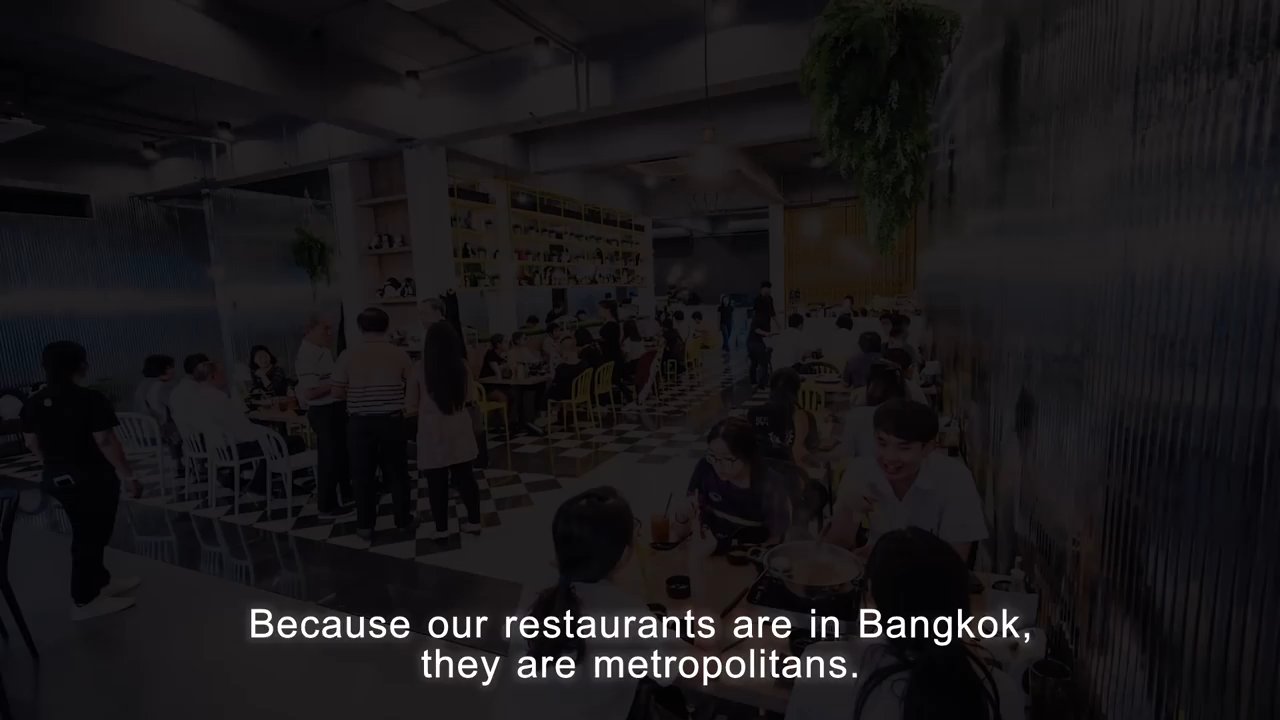 Because our restaurants are in Bangkok,
they are metropolitans.